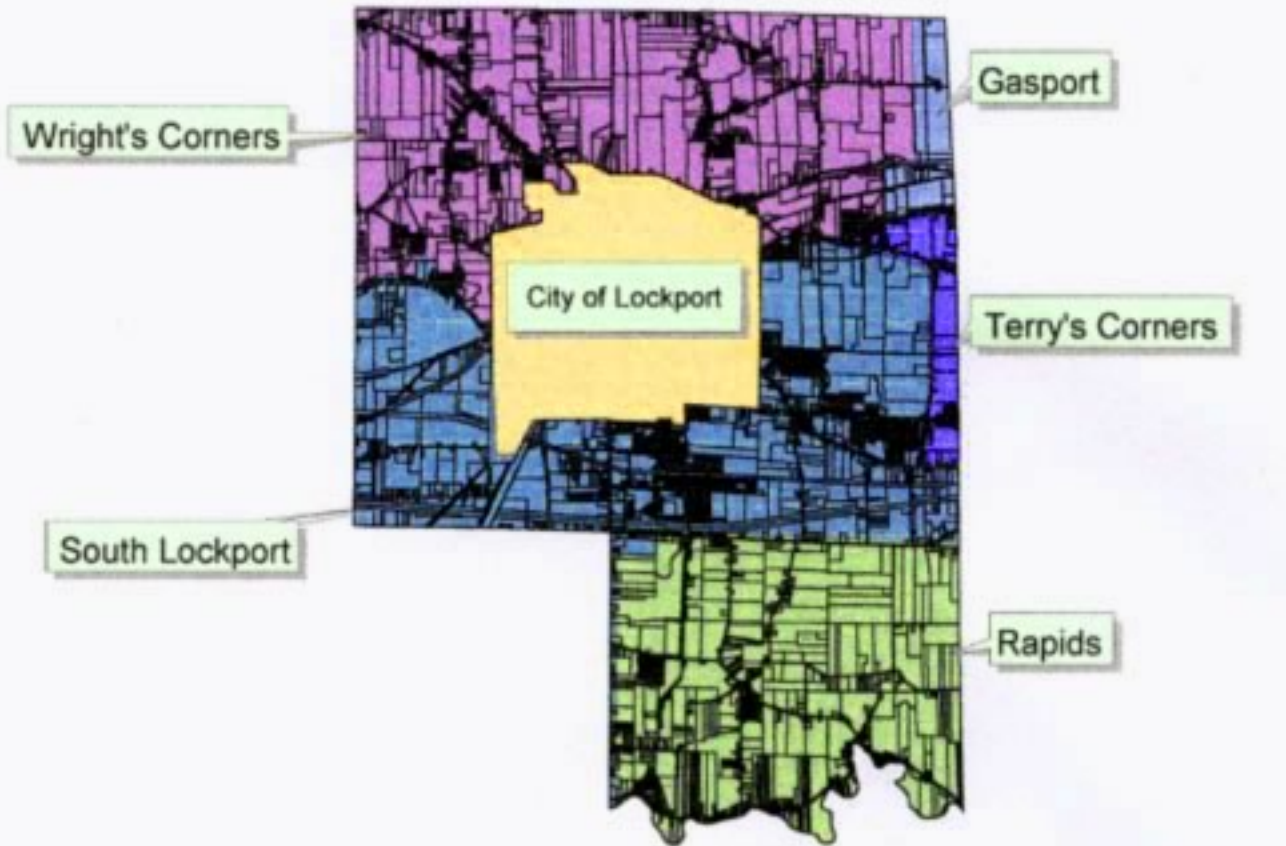 Gasport
Wright's Corners
City of Lockport
Terry's Corners
South Lockport
Rapids